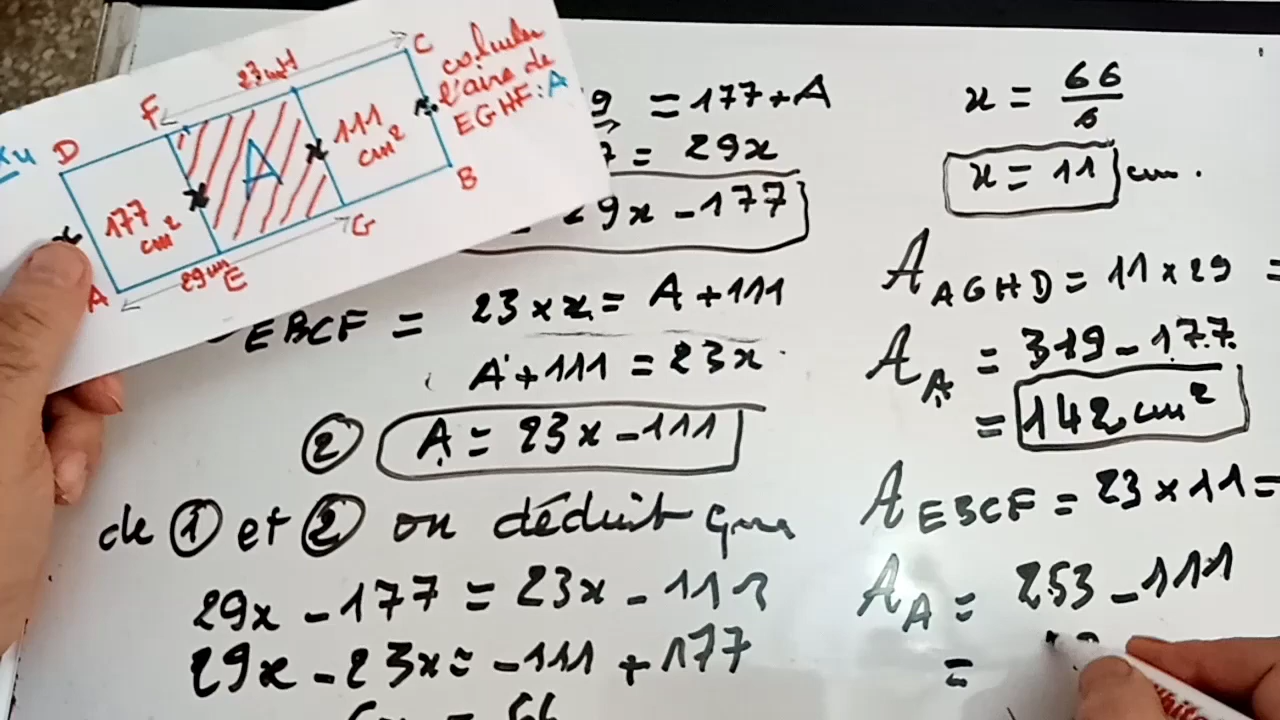 C
calculer
l'aire de
EGHF: A
23 cm H
F
D
111
cm²
A
B
177
cm²
G
29 cm
E
A
x
x
x
= 177 + A
= 29x
29x - 177
EBCF = 23 × x = A + 111
A + 111 = 23x
② A = 23x - 111
de ① et ② on déduit que
29x - 177 = 23x - 111
29x - 23x = -111 + 177
6x = 66
x = 66/6
x = 11 cm.
A AGHD = 11 × 29 =
A A = 319 - 177
= 142 cm²
A EBCF = 23 × 11 =
A A = 253 - 111
=